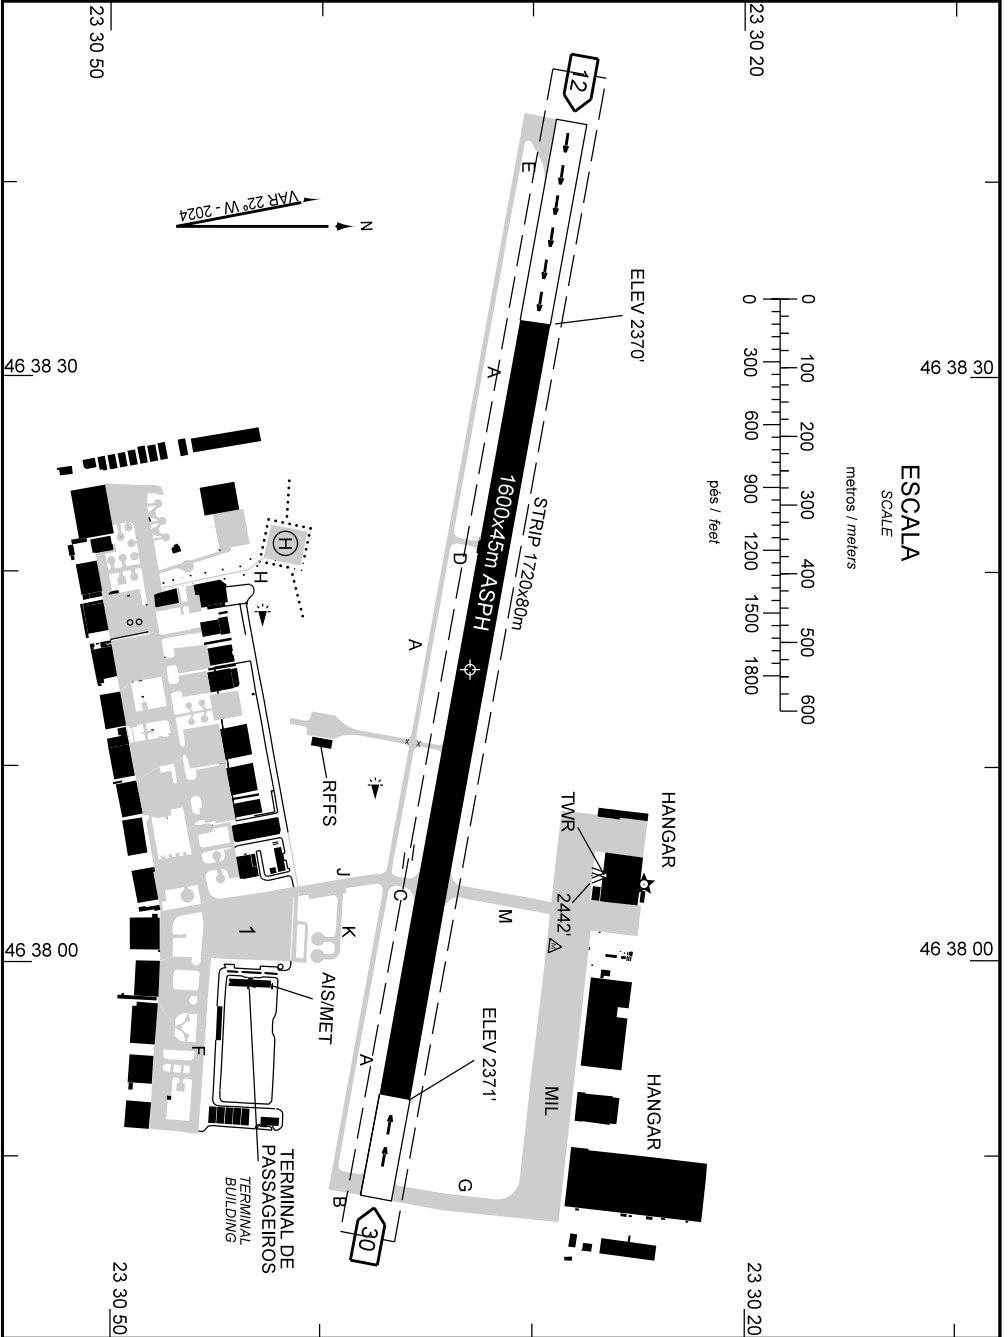 23 30 50
23 30 20
46 38 30
46 38 30
46 38 00
46 38 00
23 30 50
23 30 20
12
30
E
VAR 22º W - 2024
N
ELEV 2370'
0
100
200
300
400
500
600
0
300
600
900
1200
1500
1800
ESCALA
SCALE
metros / meters
pés / feet
A
STRIP 1720x80m
1600x45m ASPH
D
H
H
A
RFFS
HANGAR
TWR
2442'
J
C
M
K
1
AIS/MET
ELEV 2371'
A
F
MIL
HANGAR
G
B
TERMINAL DE
PASSAGEIROS
TERMINAL
BUILDING